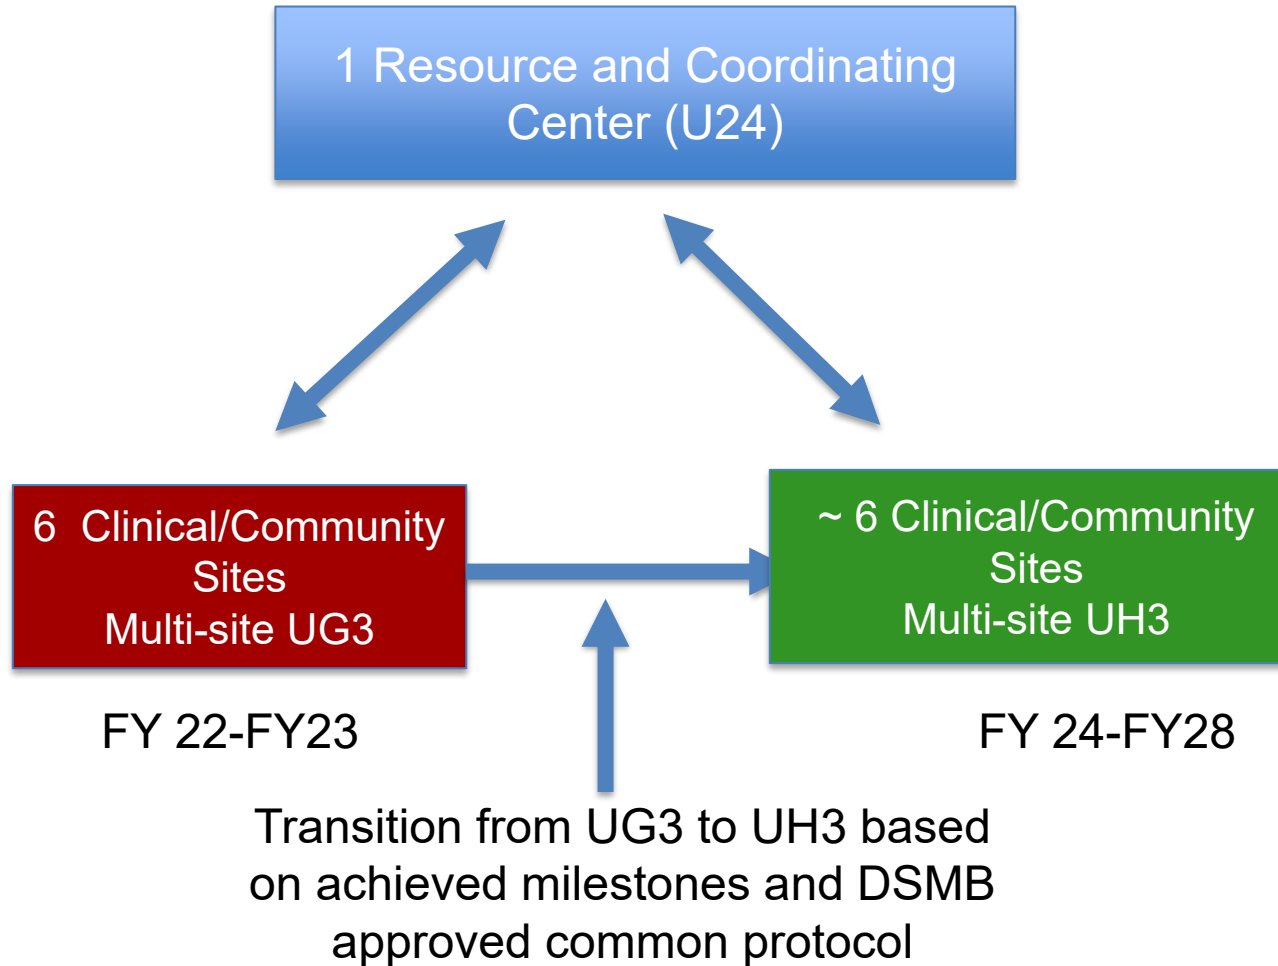 1 Resource and Coordinating
Center (U24)
6  Clinical/Community
Sites
Multi-site UG3
~ 6 Clinical/Community
Sites
Multi-site UH3
FY 22-FY23
FY 24-FY28
Transition from UG3 to UH3 based
on achieved milestones and DSMB
approved common protocol